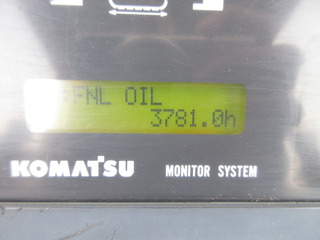 FNL OIL
3781.0h
KOMATSU MONITOR SYSTEM